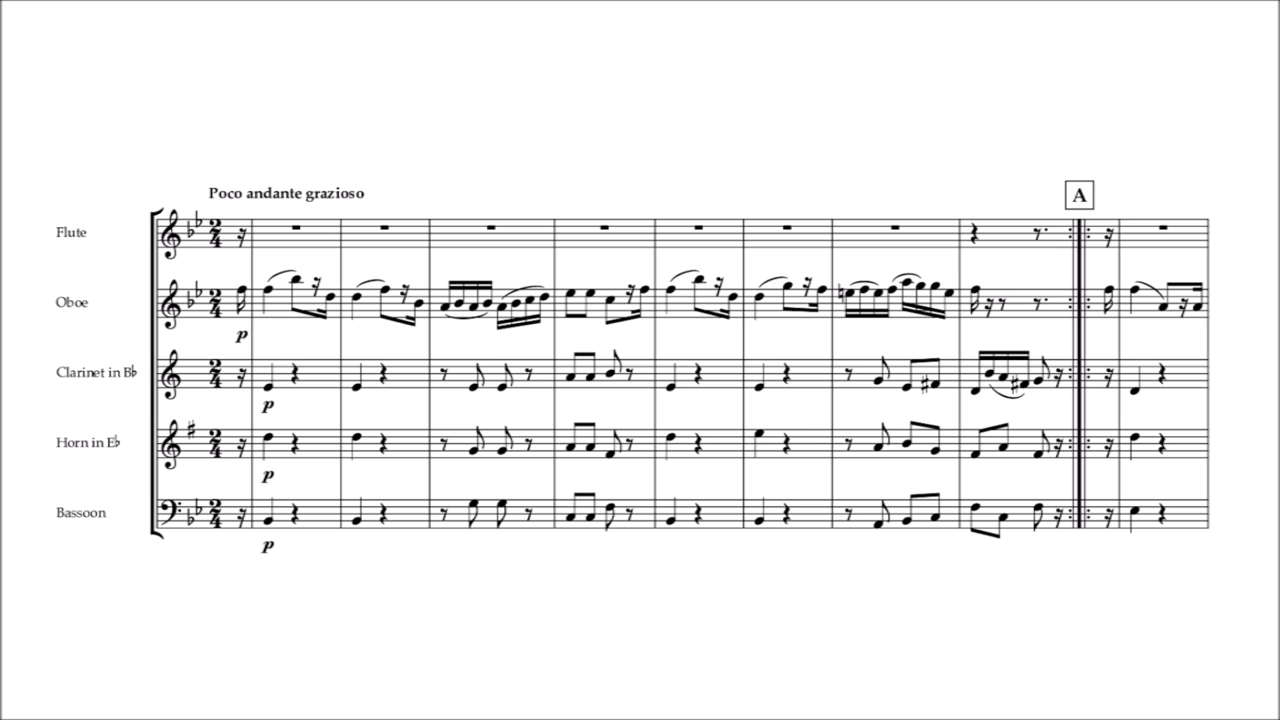 Poco andante grazioso
A
Flute
Oboe
p
Clarinet in B♭
p
Horn in E♭
p
Bassoon
p